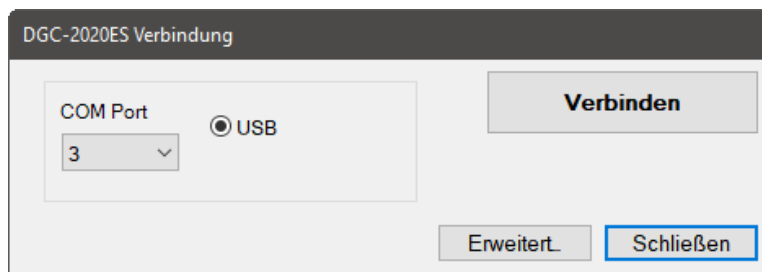 DGC-2020ES Verbindung
COM Port
3
USB
Verbinden
Erweitert..
Schließen